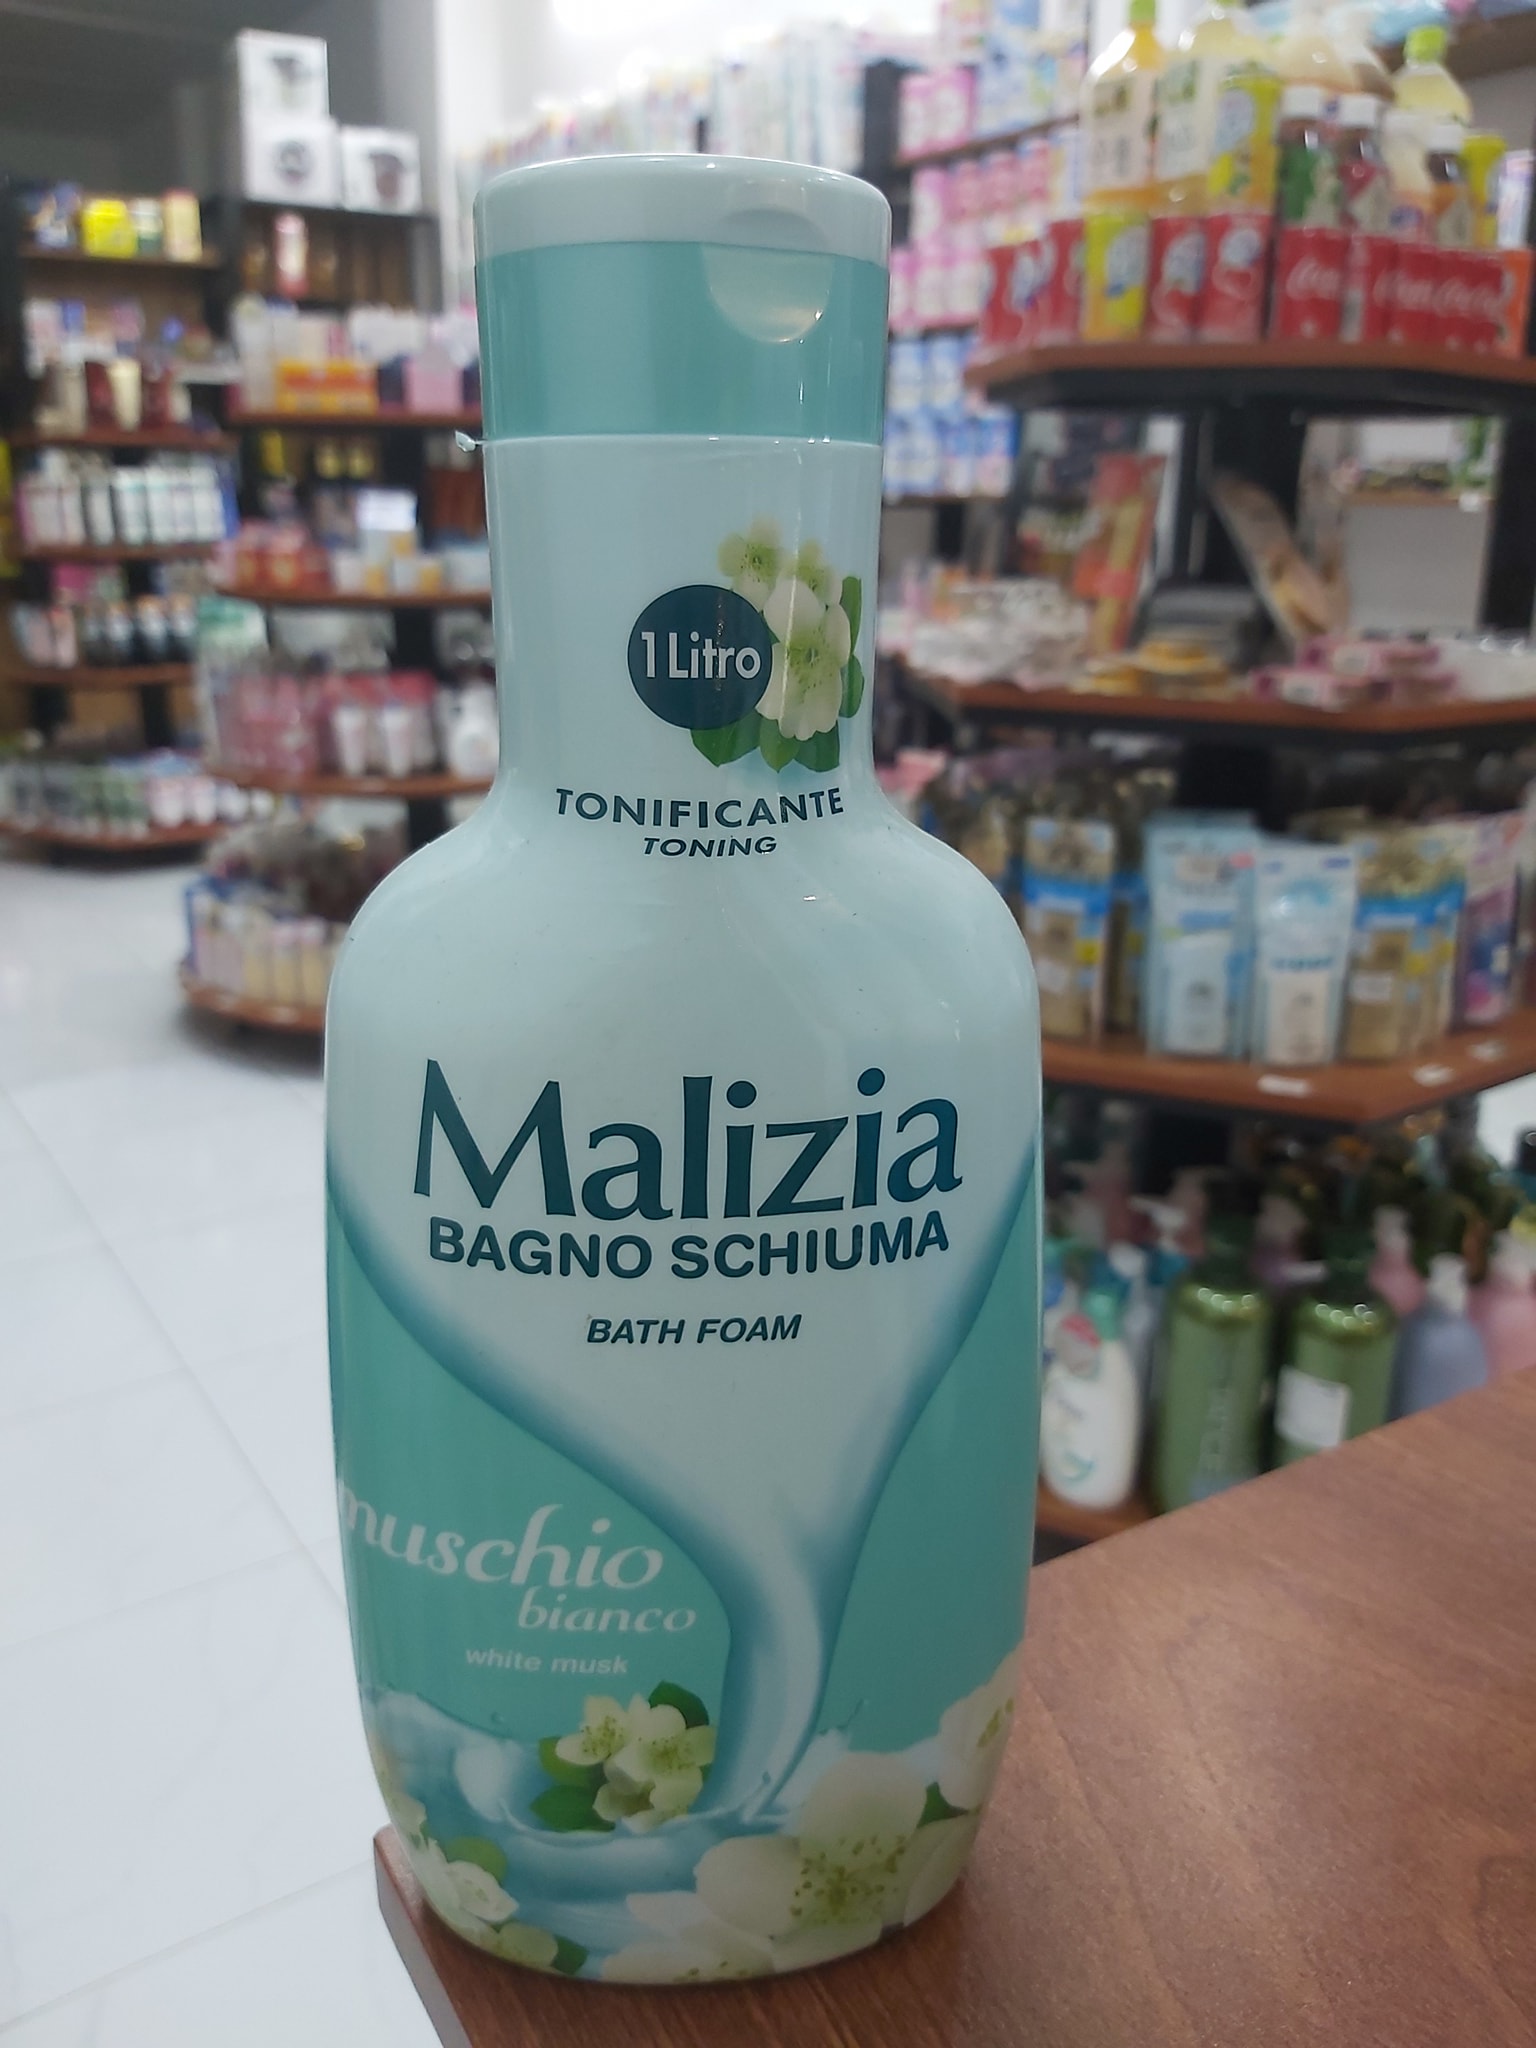 1 Litro
TONIFICANTE
TONING
Malizia
BAGNO SCHIUMA
BATH FOAM
muschio
bianco
white musk